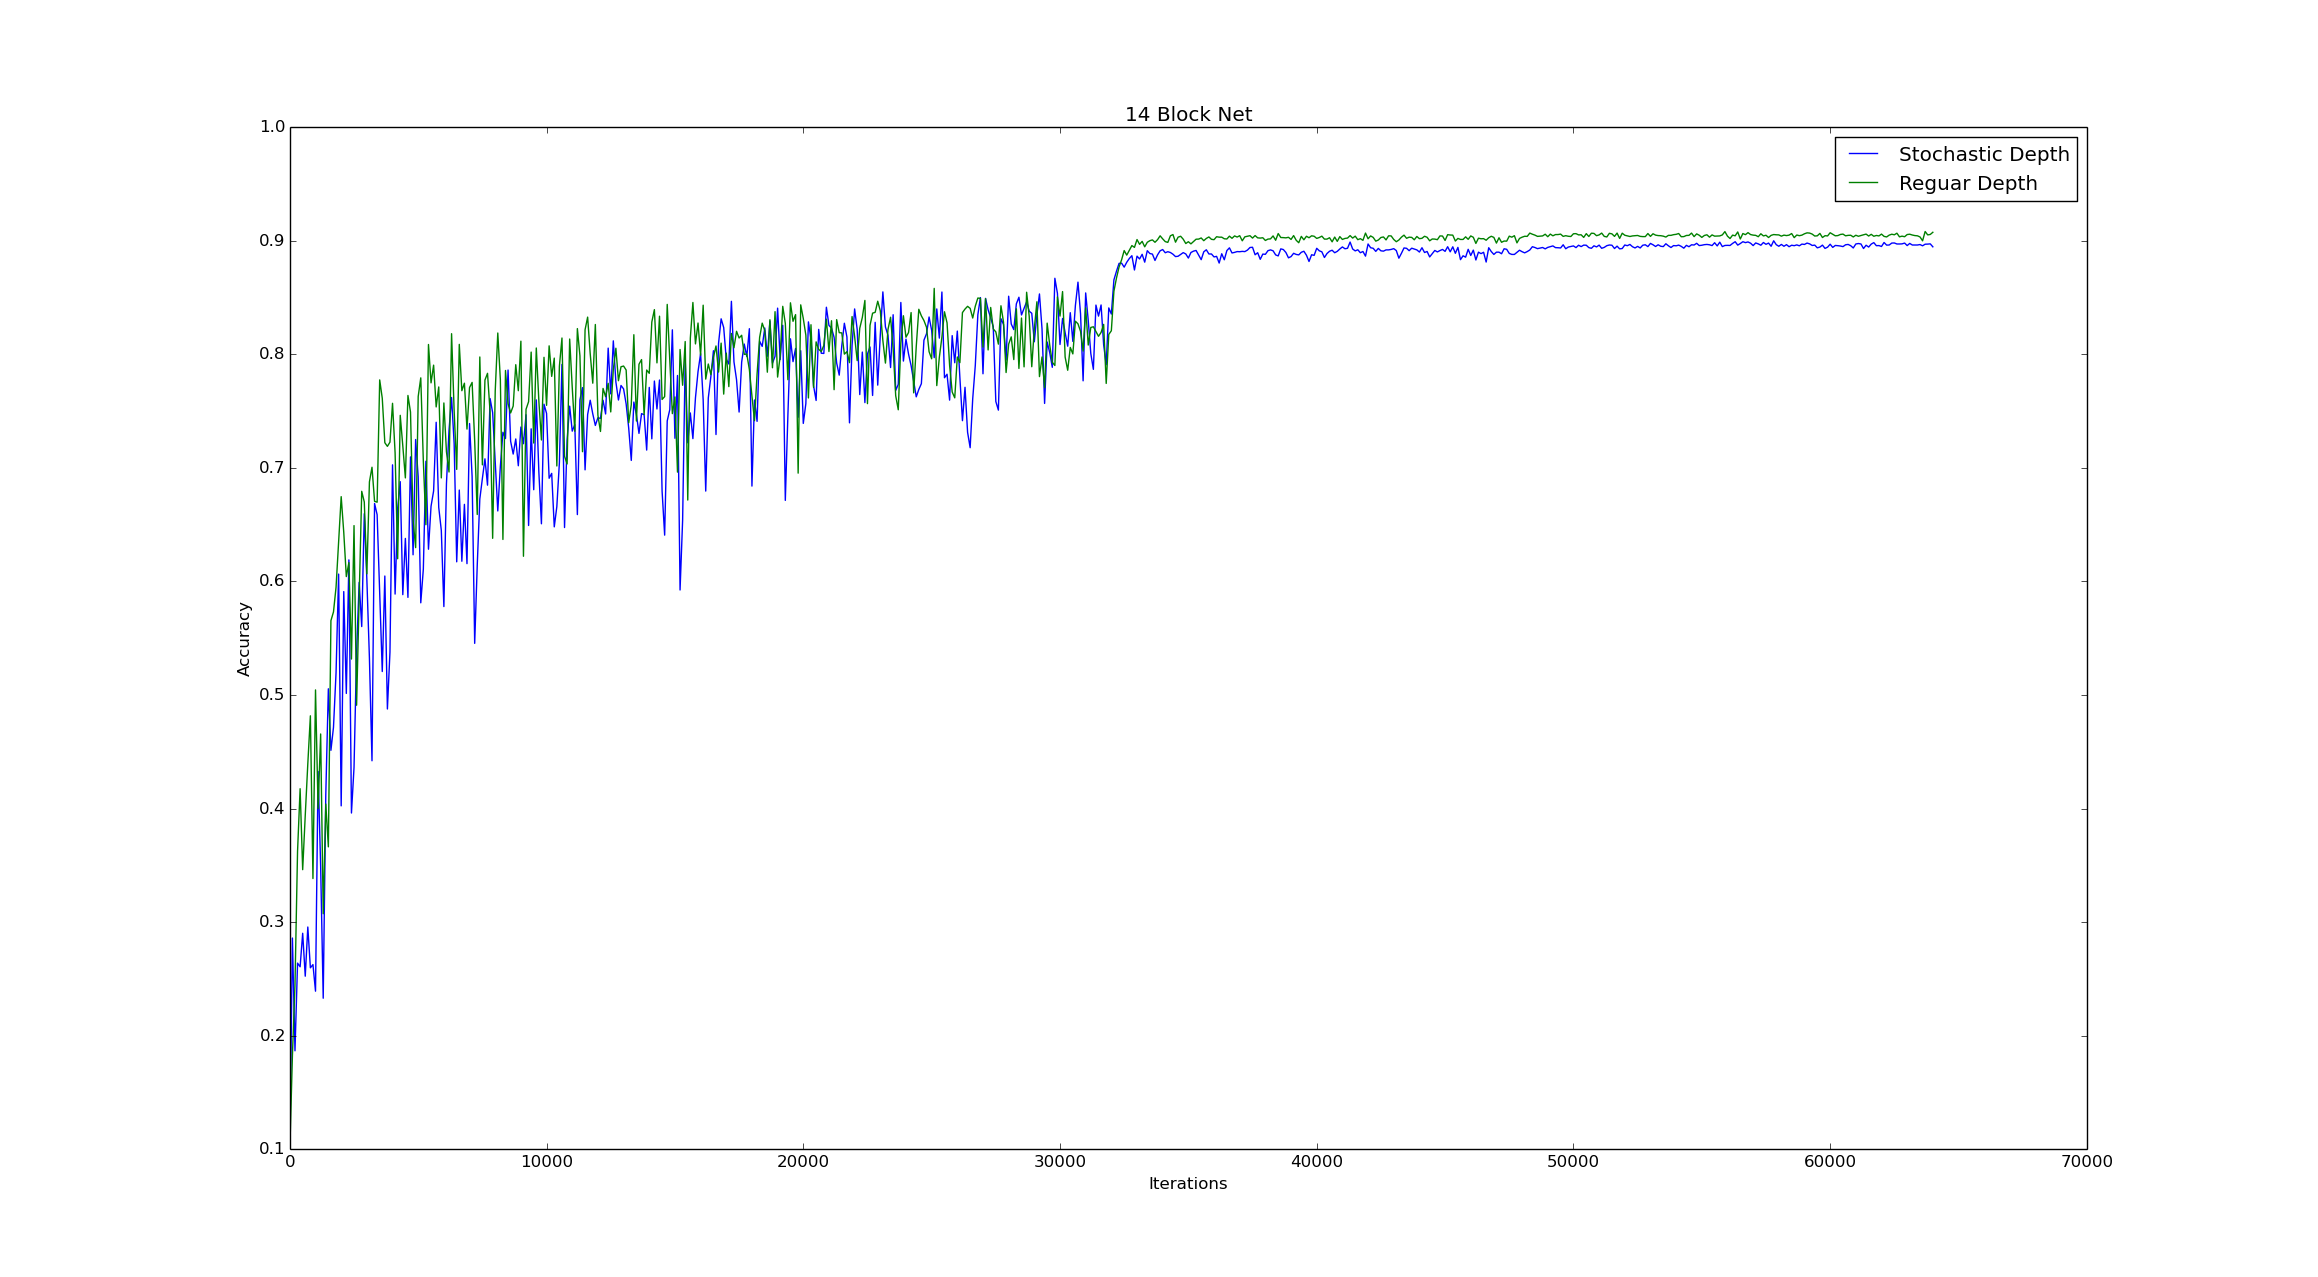 14 Block Net
1.0
0.9
0.8
0.7
0.6
0.5
0.4
0.3
0.2
0.1
Accuracy
Stochastic Depth
Reguar Depth
0 10000 20000 30000 40000 50000 60000 70000
Iterations